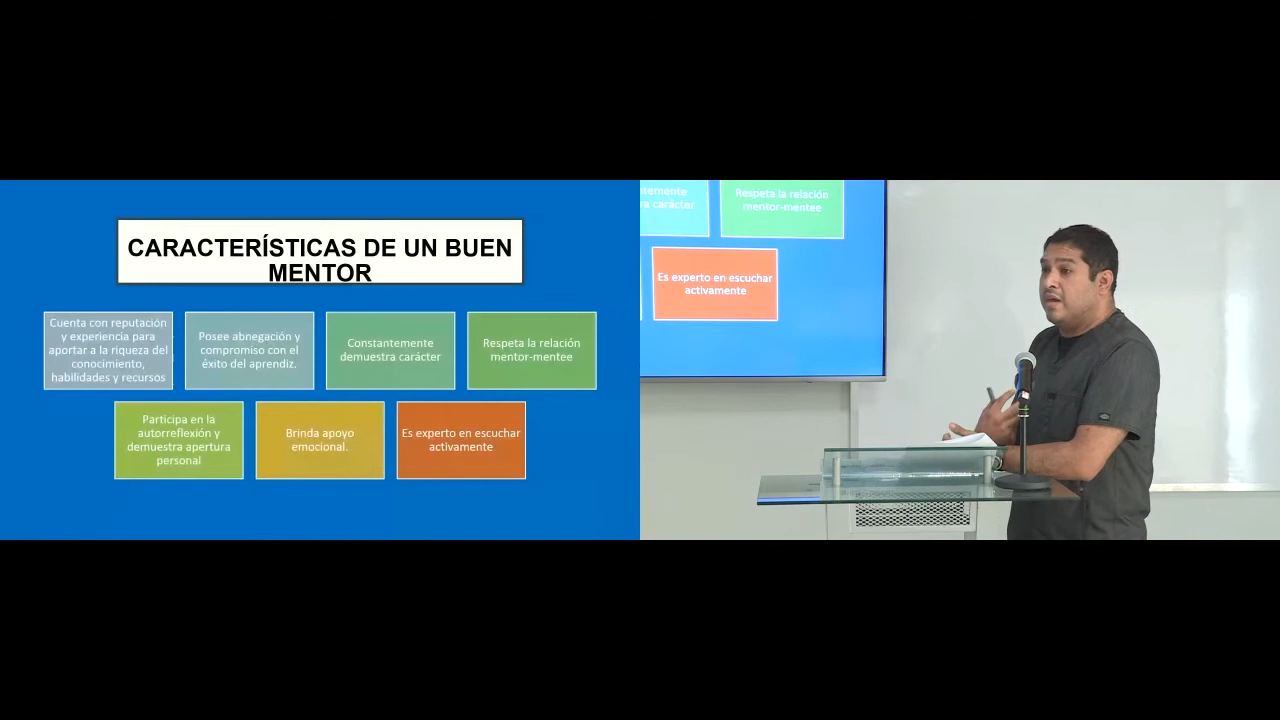 CARACTERÍSTICAS DE UN BUEN
MENTOR
Cuenta con reputación
y experiencia para
aportar a la riqueza del
conocimiento,
habilidades y recursos
Posee abnegación y
compromiso con el
éxito del aprendiz.
Constantemente
demuestra carácter
Respeta la relación
mentor-mentee
Participa en la
autorreflexión y
demuestra apertura
personal
Brinda apoyo
emocional.
Es experto en escuchar
activamente
temente
ra carácter
Respeta la relación
mentor-mentee
Es experto en escuchar
activamente